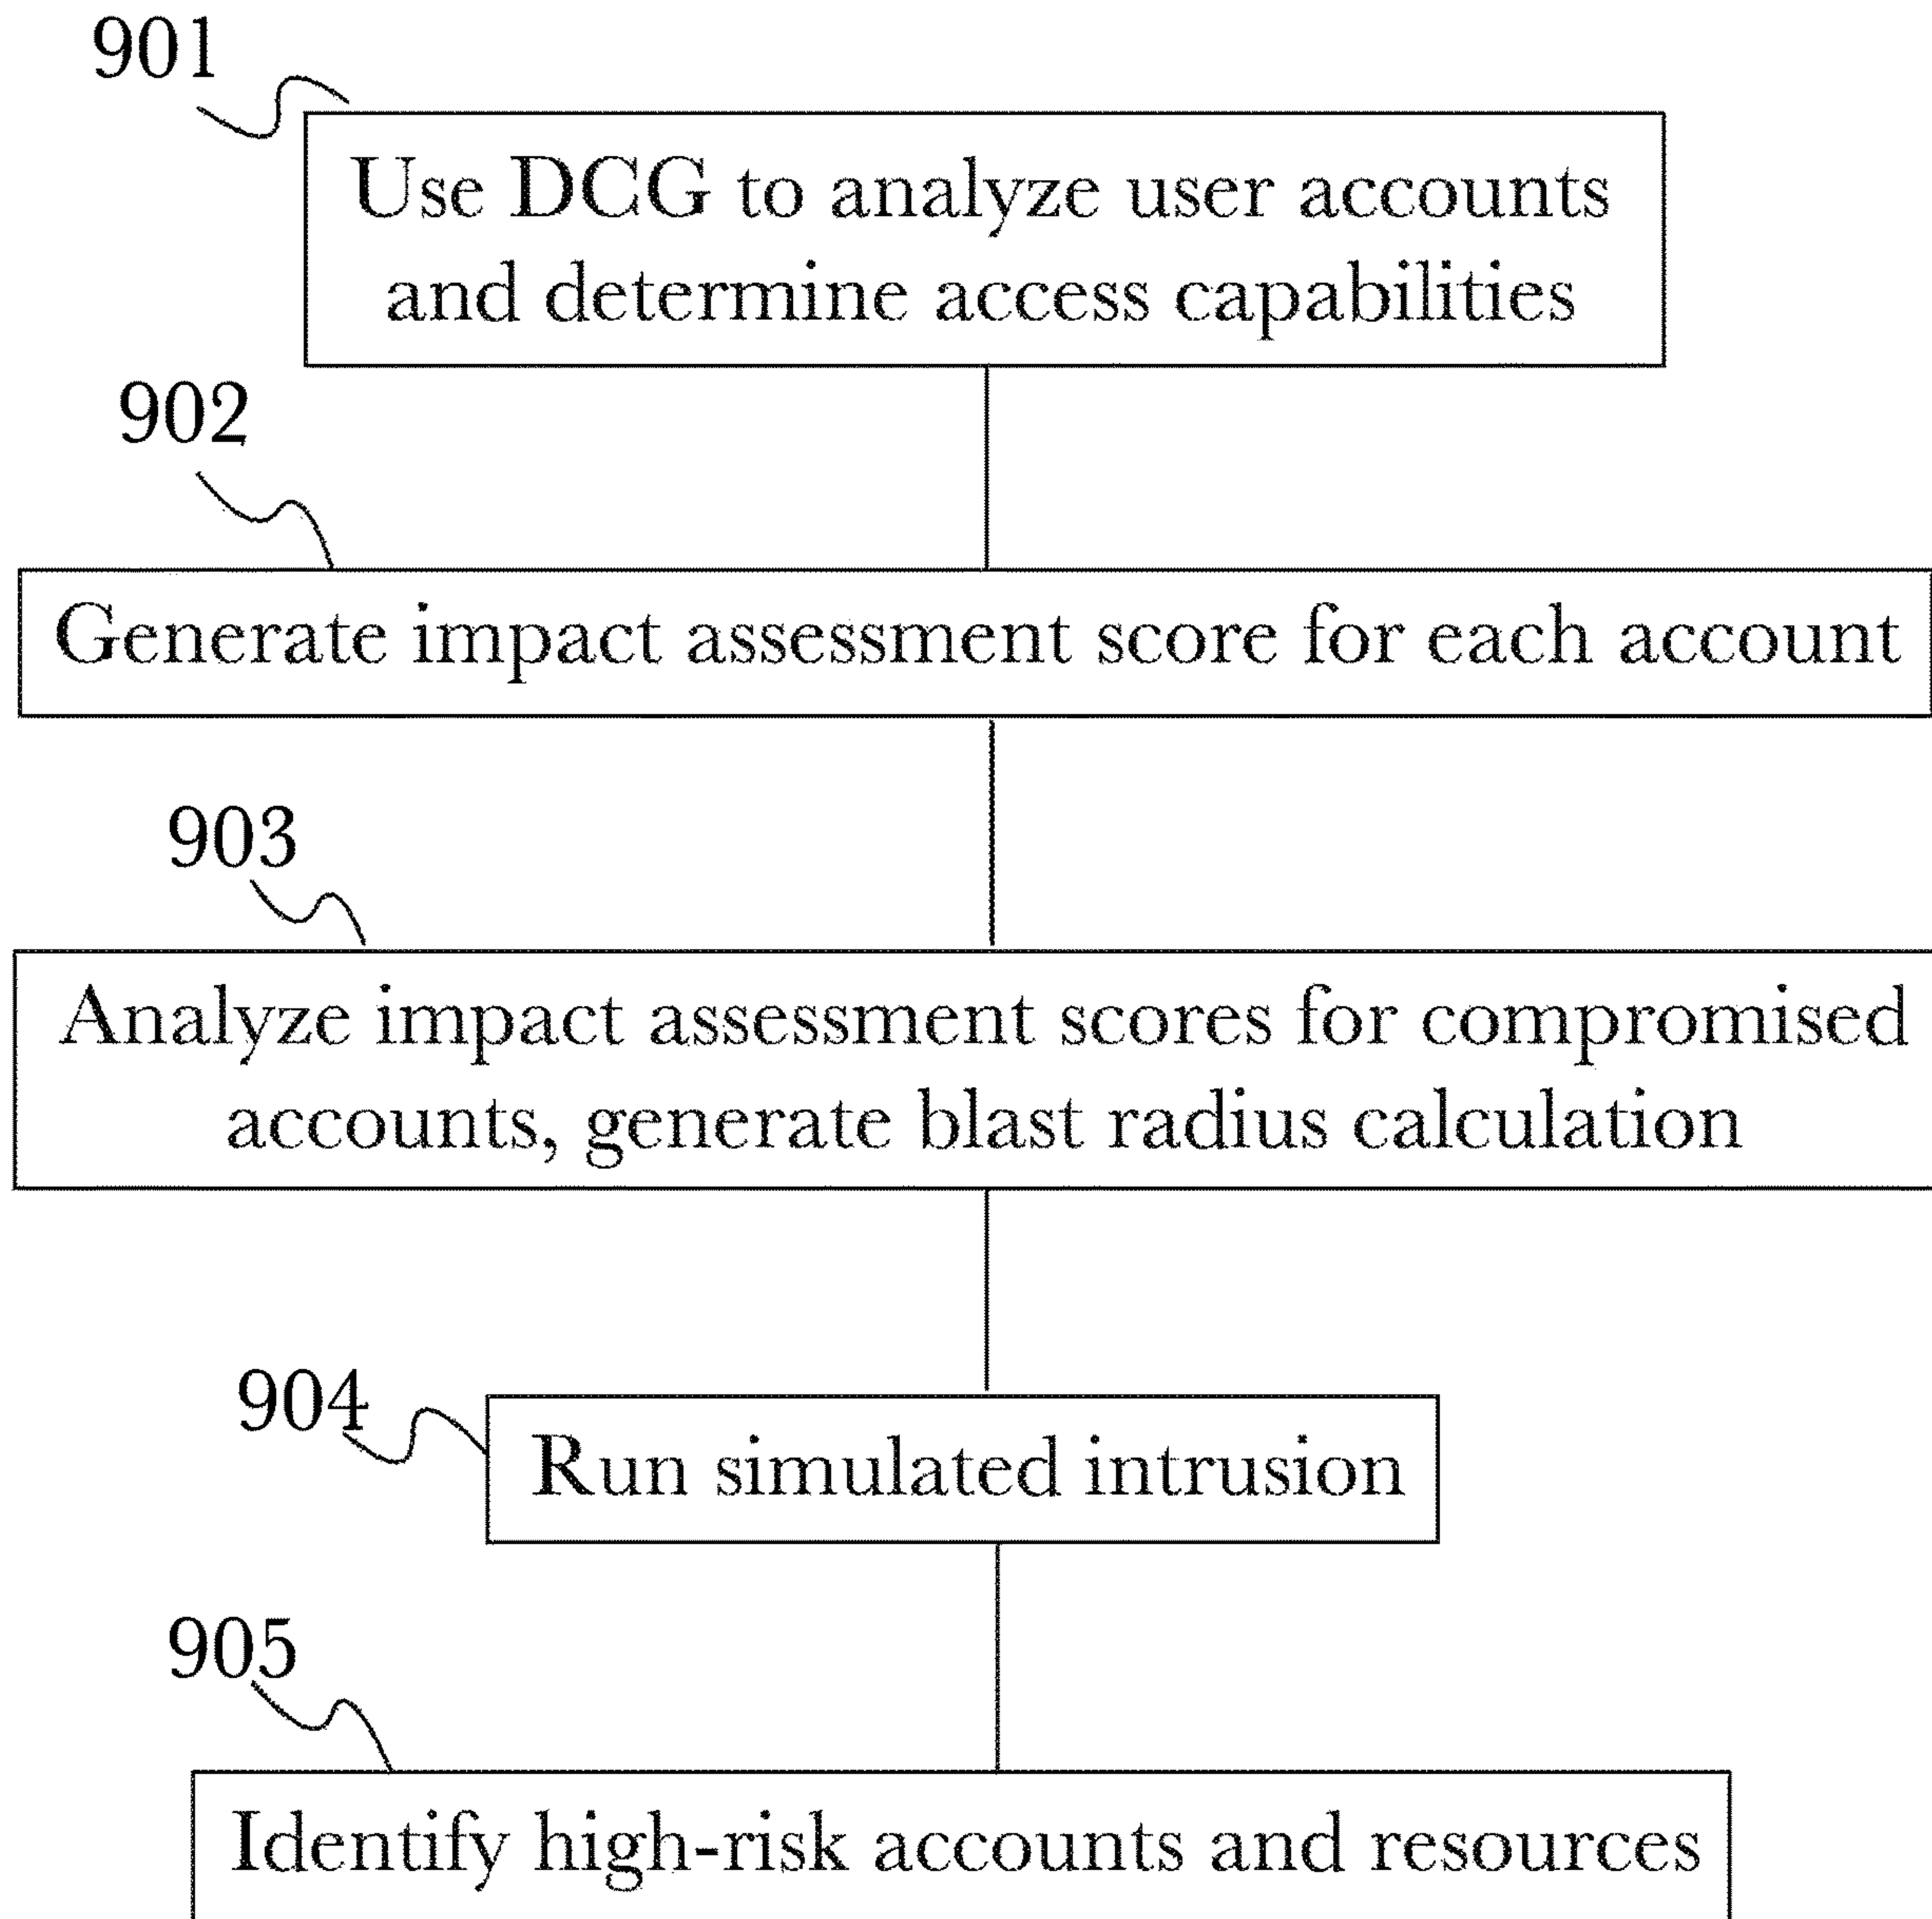 901
Use DCG to analyze user accounts
and determine access capabilities
902
Generate impact assessment score for each account
903
Analyze impact assessment scores for compromised
accounts, generate blast radius calculation
904
Run simulated intrusion
905
Identify high-risk accounts and resources